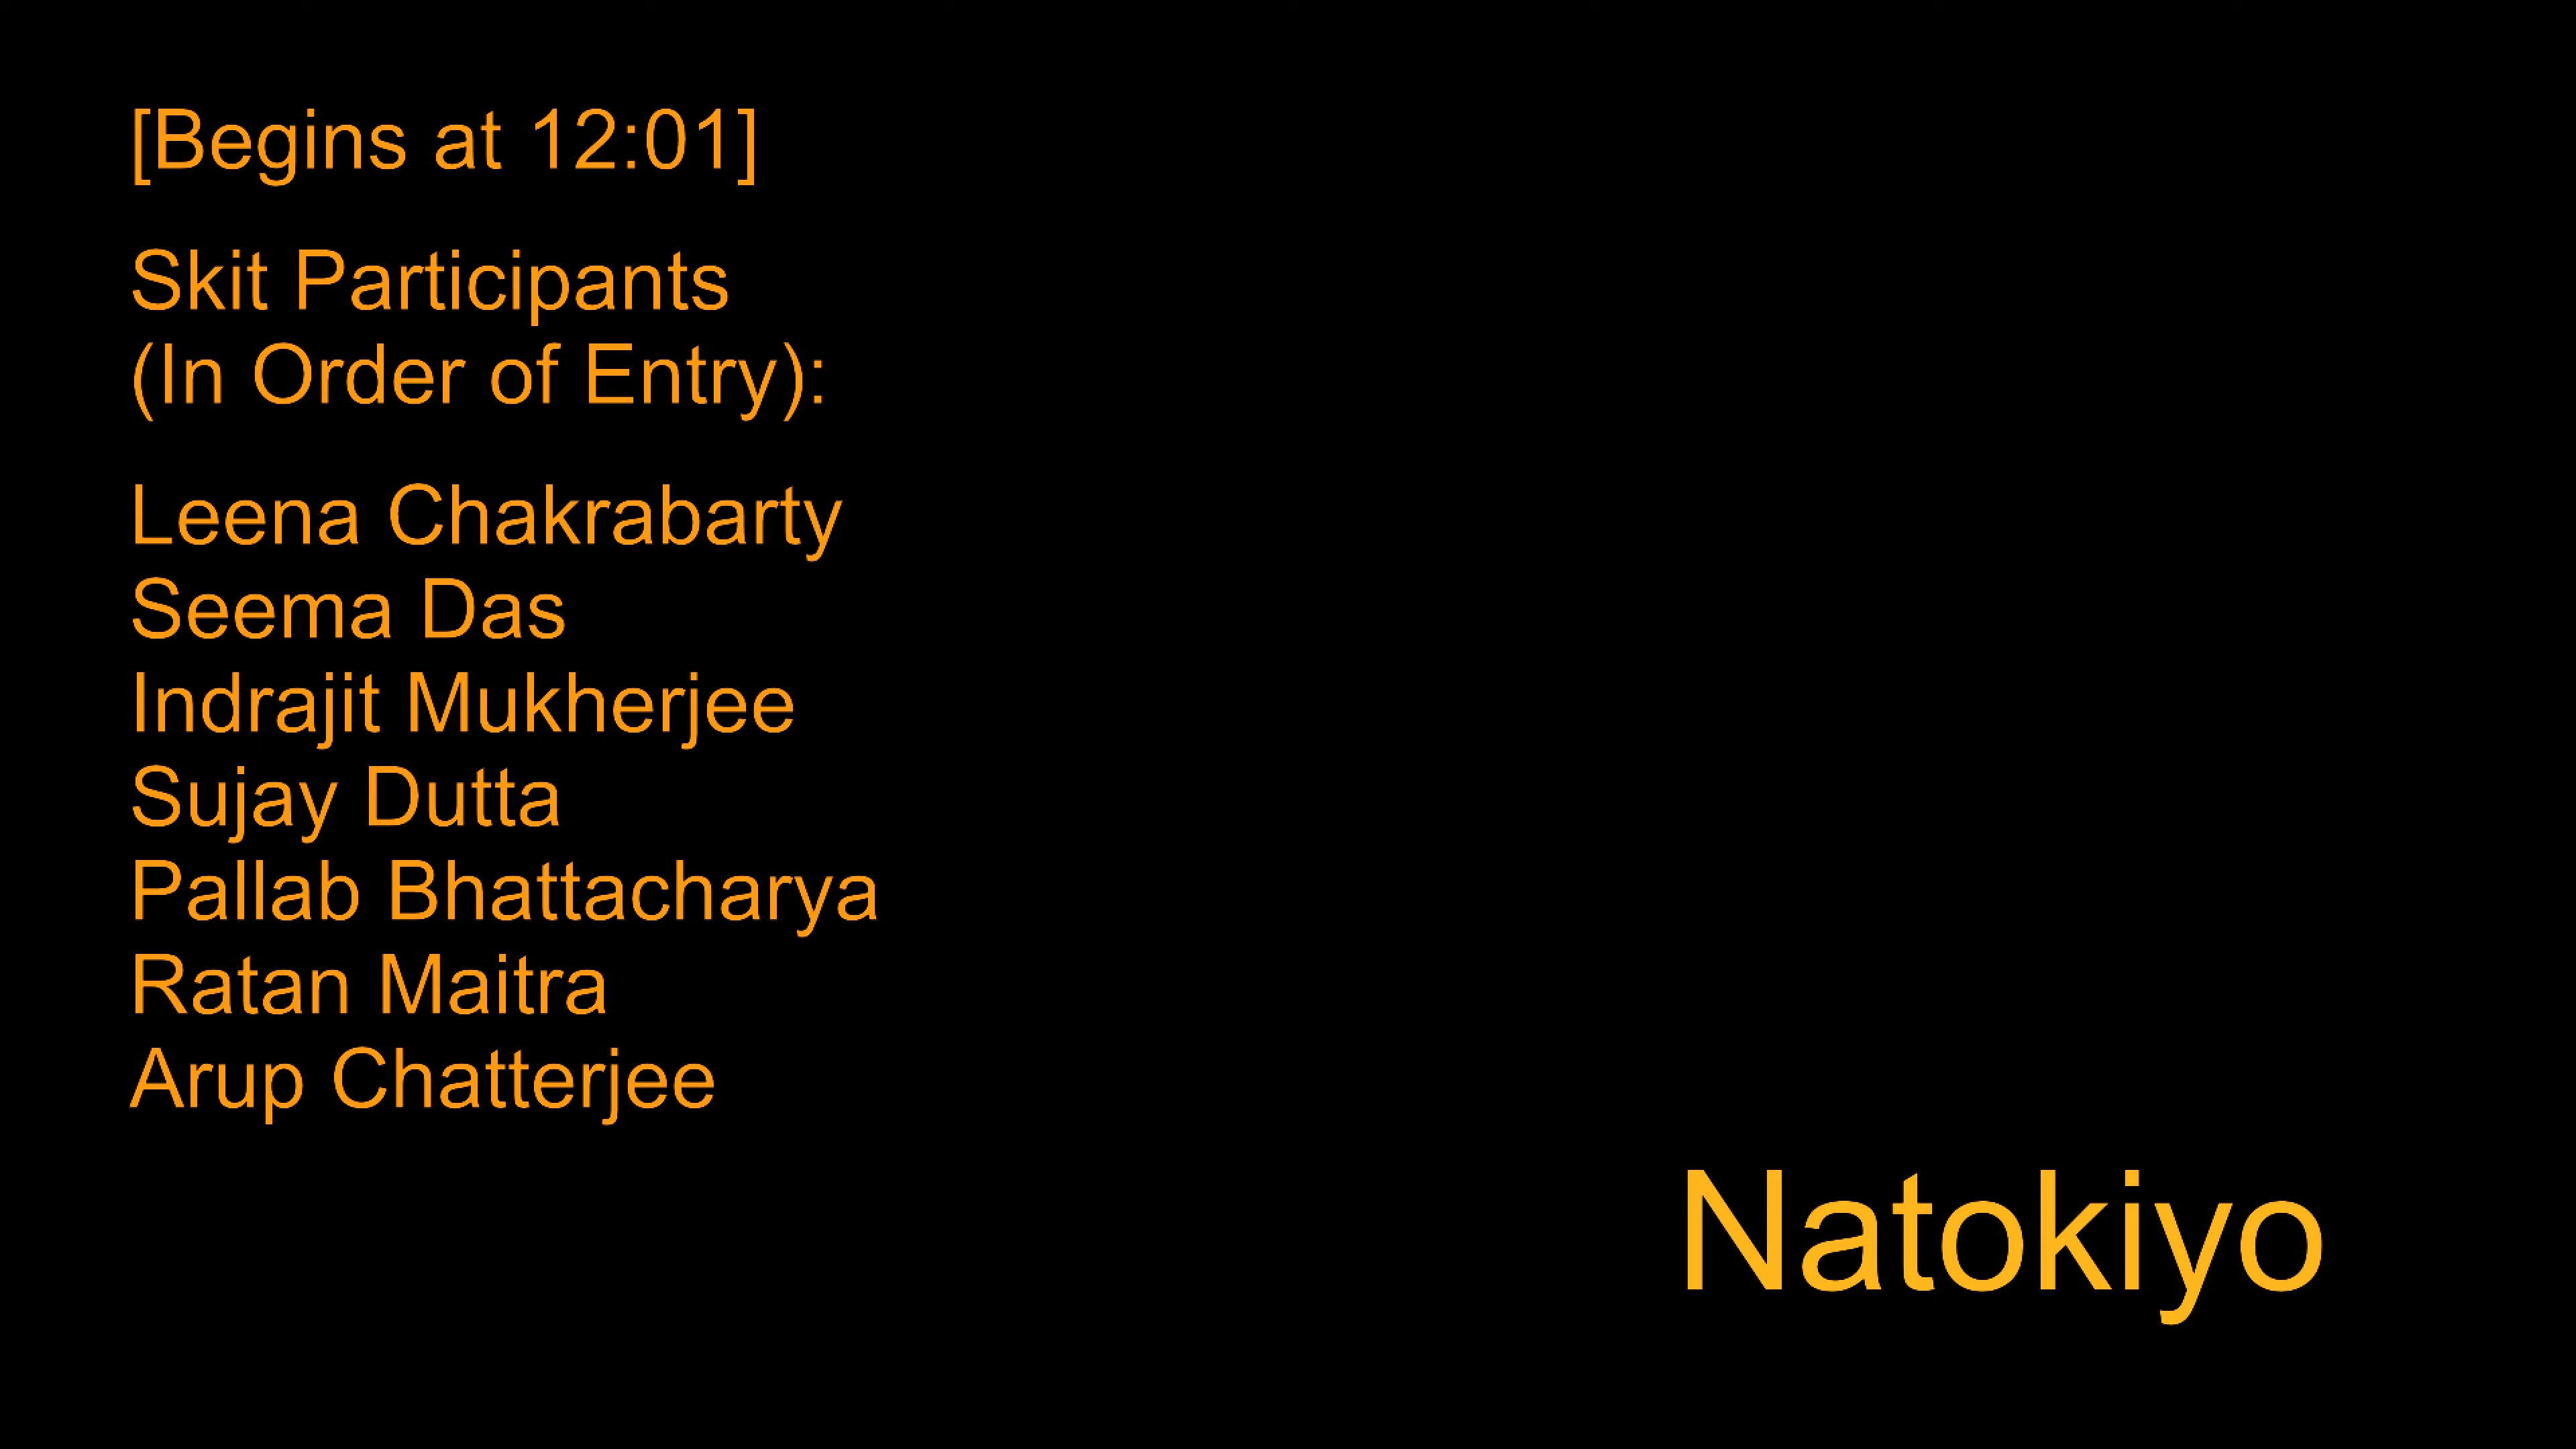 [Begins at 12:01]
Skit Participants
(In Order of Entry):
Leena Chakrabarty
Seema Das
Indrajit Mukherjee
Sujay Dutta
Pallab Bhattacharya
Ratan Maitra
Arup Chatterjee
Natokiyo